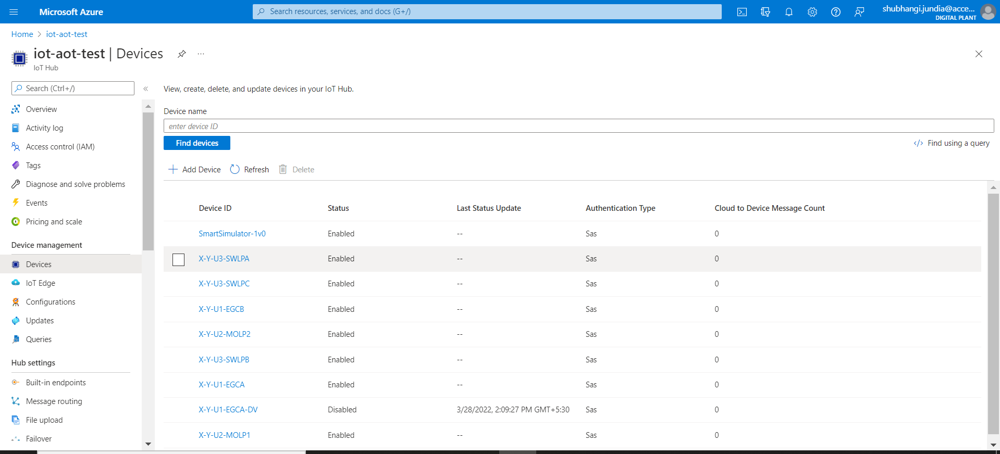 Microsoft Azure
Search resources, services, and docs (G+/)
shubhangi.jundia@acce...
DIGITAL PLANT
Home > iot-aot-test
iot-aot-test | Devices
IoT Hub
Search (Ctrl+/)
Overview
Activity log
Access control (IAM)
Tags
Diagnose and solve problems
Events
Pricing and scale
Device management
Devices
IoT Edge
Configurations
Updates
Queries
Hub settings
Built-in endpoints
Message routing
File upload
Failover
View, create, delete, and update devices in your IoT Hub.
Device name
enter device ID
Find devices
</> Find using a query
Add Device Refresh Delete
Device ID Status Last Status Update Authentication Type Cloud to Device Message Count
SmartSimulator-1v0 Enabled -- Sas 0
X-Y-U3-SWLPA Enabled -- Sas 0
X-Y-U3-SWLPC Enabled -- Sas 0
X-Y-U1-EGCB Enabled -- Sas 0
X-Y-U2-MOLP2 Enabled -- Sas 0
X-Y-U3-SWLPB Enabled -- Sas 0
X-Y-U1-EGCA Enabled -- Sas 0
X-Y-U1-EGCA-DV Disabled 3/28/2022, 2:09:27 PM GMT+5:30 Sas 0
X-Y-U2-MOLP1 Enabled -- Sas 0